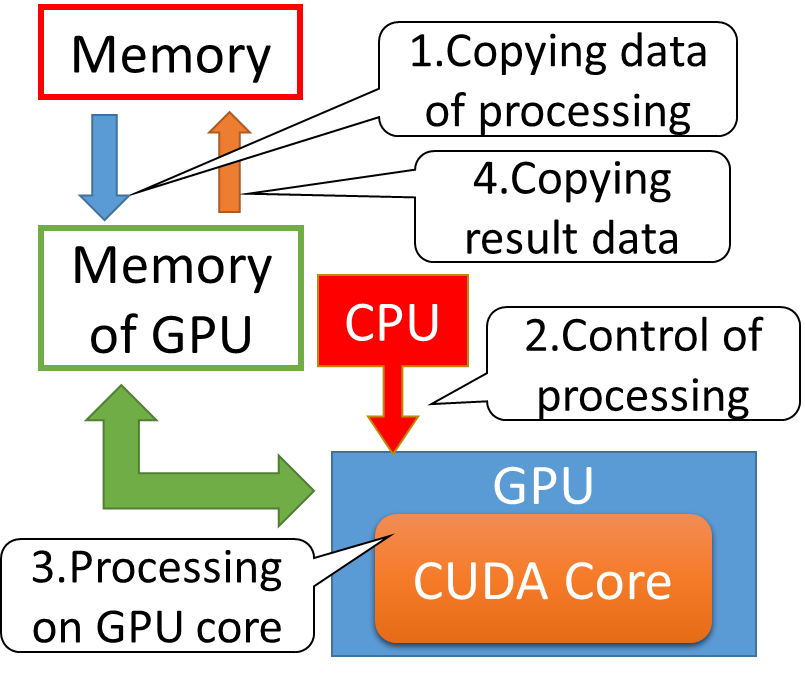 Memory
1.Copying data
of processing
4.Copying
result data
Memory
of GPU
CPU
2.Control of
processing
GPU
CUDA Core
3.Processing
on GPU core